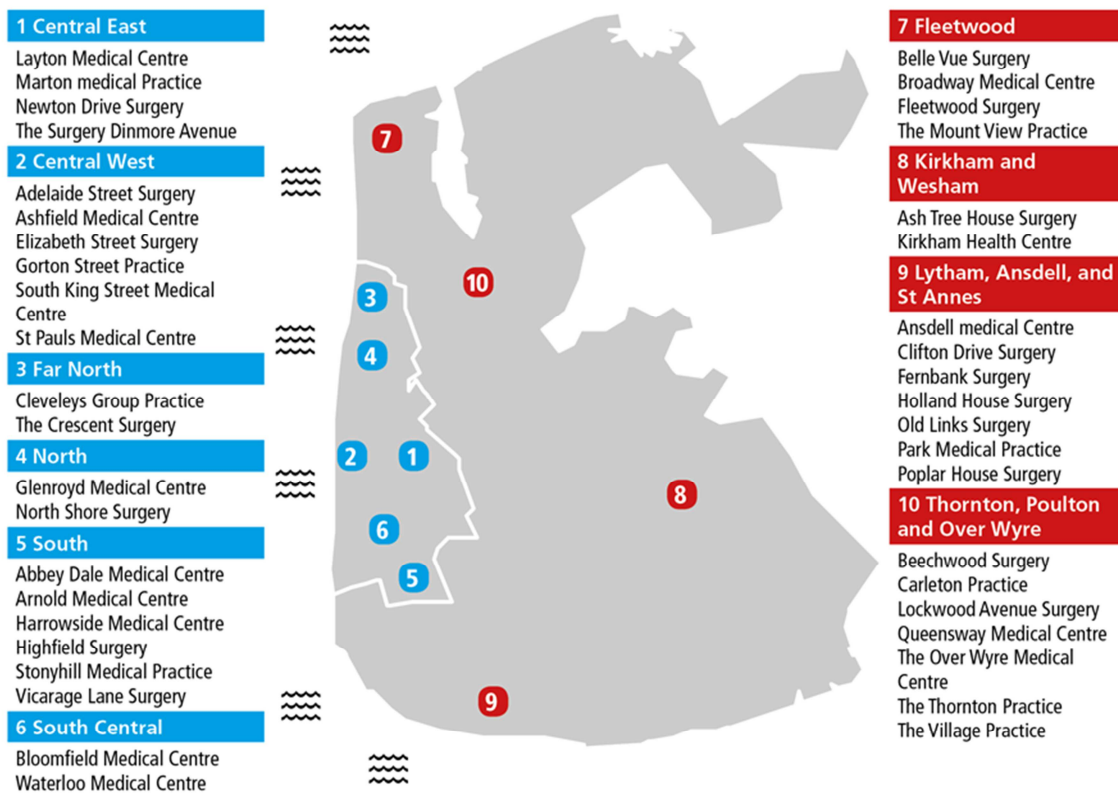 1 Central East
Layton Medical Centre
Marton medical Practice
Newton Drive Surgery
The Surgery Dinmore Avenue
2 Central West
Adelaide Street Surgery
Ashfield Medical Centre
Elizabeth Street Surgery
Gorton Street Practice
South King Street Medical
Centre
St Pauls Medical Centre
3 Far North
Cleveleys Group Practice
The Crescent Surgery
4 North
Glenroyd Medical Centre
North Shore Surgery
5 South
Abbey Dale Medical Centre
Arnold Medical Centre
Harrowside Medical Centre
Highfield Surgery
Stonyhill Medical Practice
Vicarage Lane Surgery
6 South Central
Bloomfield Medical Centre
Waterloo Medical Centre
7
10
3
4
2
1
8
6
5
9
7 Fleetwood
Belle Vue Surgery
Broadway Medical Centre
Fleetwood Surgery
The Mount View Practice
8 Kirkham and
Wesham
Ash Tree House Surgery
Kirkham Health Centre
9 Lytham, Ansdell, and
St Annes
Ansdell medical Centre
Clifton Drive Surgery
Fernbank Surgery
Holland House Surgery
Old Links Surgery
Park Medical Practice
Poplar House Surgery
10 Thornton, Poulton
and Over Wyre
Beechwood Surgery
Carleton Practice
Lockwood Avenue Surgery
Queensway Medical Centre
The Over Wyre Medical
Centre
The Thornton Practice
The Village Practice